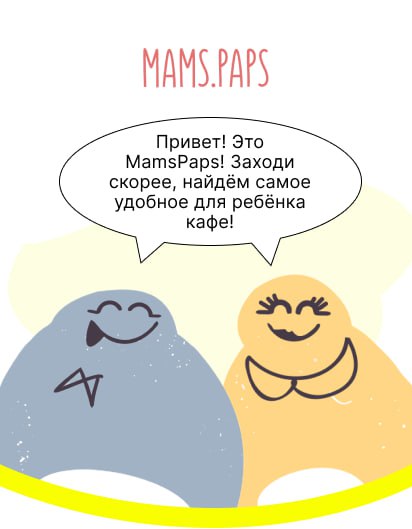 MAMS.PAPS
Привет! Это
MamsPaps! Заходи
скорее, найдём самое
удобное для ребёнка
кафе!